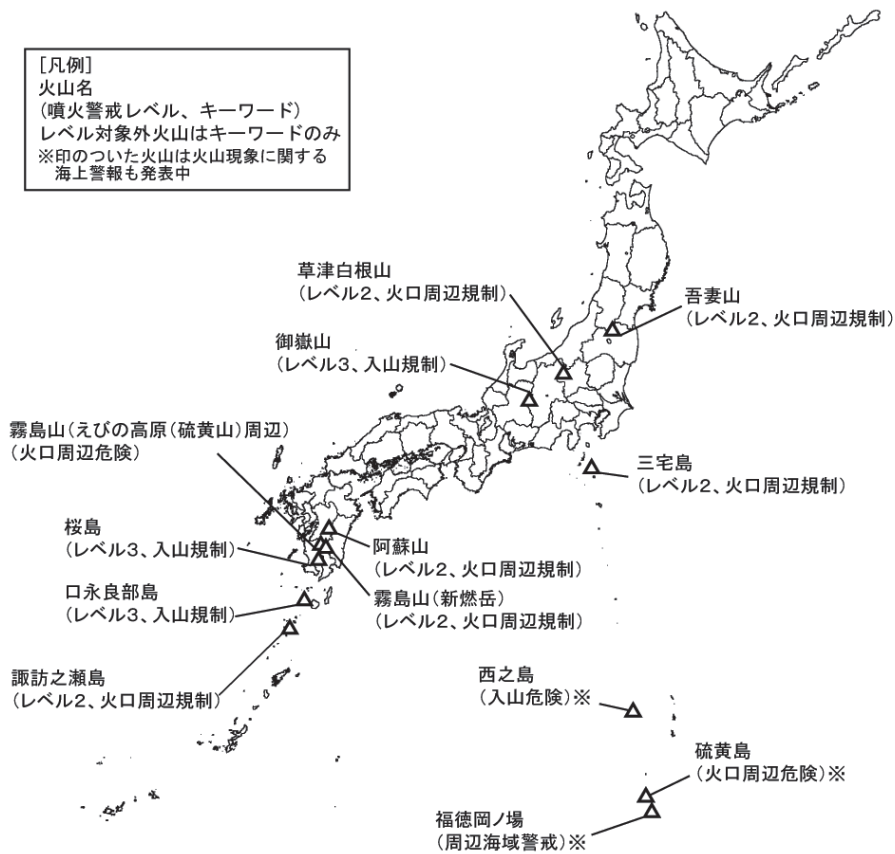 [凡例]
火山名
(噴火警戒レベル、キーワード)
レベル対象外火山はキーワードのみ
※印のついた火山は火山現象に関する
海上警報も発表中
草津白根山
(レベル2、火口周辺規制)
吾妻山
(レベル2、火口周辺規制)
御嶽山
(レベル3、入山規制)
霧島山(えびの高原(硫黄山)周辺)
(火口周辺危険)
三宅島
(レベル2、火口周辺規制)
桜島
(レベル3、入山規制)
阿蘇山
(レベル2、火口周辺規制)
口永良部島
(レベル3、入山規制)
霧島山(新燃岳)
(レベル2、火口周辺規制)
諏訪之瀬島
(レベル2、火口周辺規制)
西之島
(入山危険)※
硫黄島
(火口周辺危険)※
福徳岡ノ場
(周辺海域警戒)※